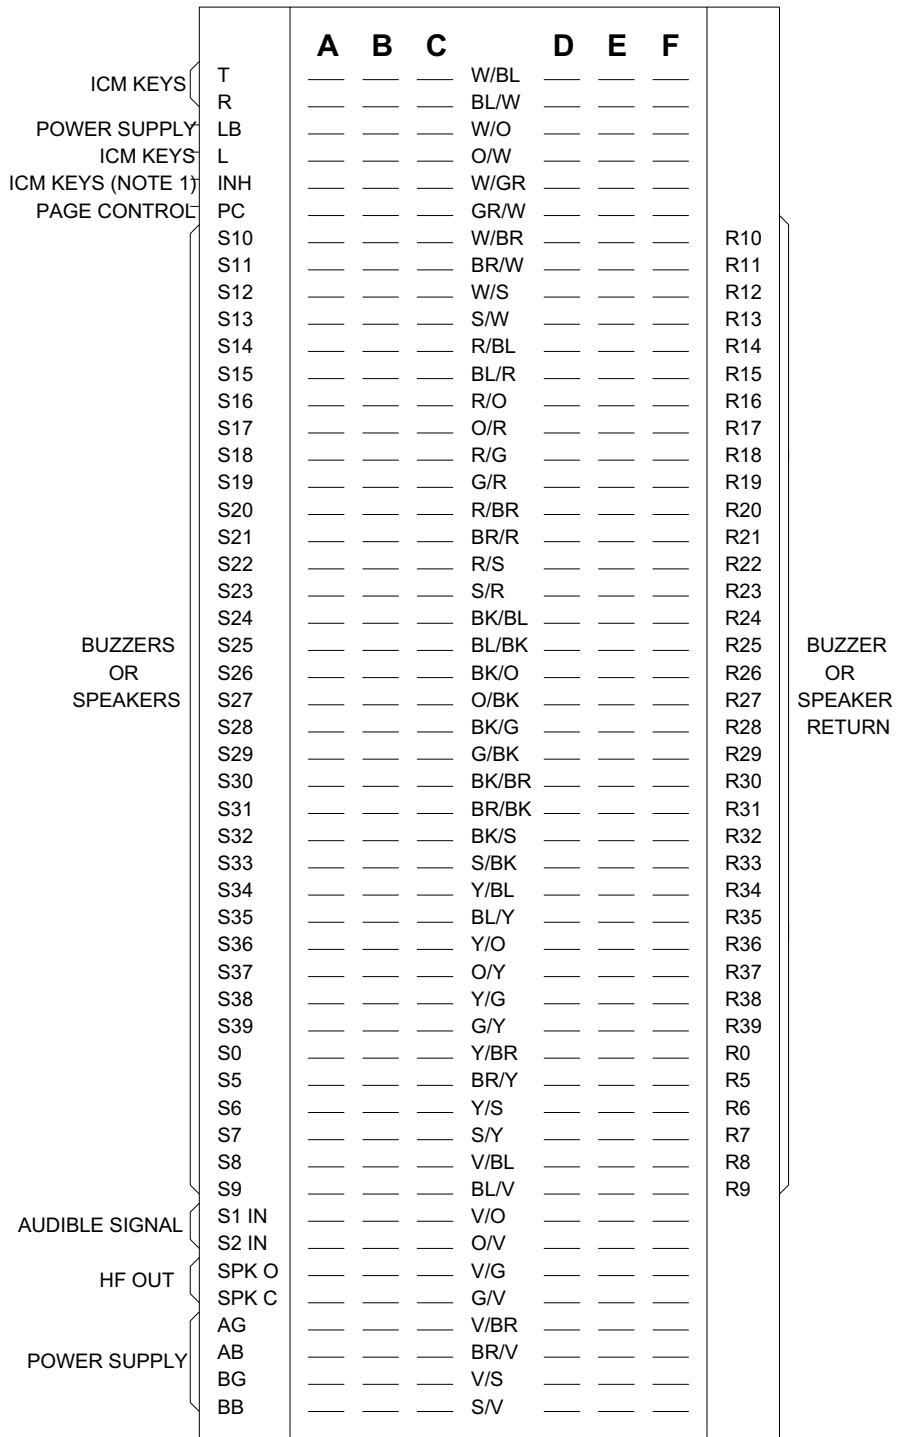 A B C D E F
ICM KEYS T W/BL
R BL/W
POWER SUPPLY LB W/O
ICM KEYS L O/W
ICM KEYS (NOTE 1) INH W/GR
PAGE CONTROL PC GR/W
S10 W/BR R10
S11 BR/W R11
S12 W/S R12
S13 S/W R13
S14 R/BL R14
S15 BL/R R15
S16 R/O R16
S17 O/R R17
S18 R/G R18
S19 G/R R19
S20 R/BR R20
S21 BR/R R21
S22 R/S R22
S23 S/R R23
S24 BK/BL R24
BUZZERS S25 BL/BK R25 BUZZER
OR S26 BK/O R26 OR
SPEAKERS S27 O/BK R27 SPEAKER
S28 BK/G R28 RETURN
S29 G/BK R29
S30 BK/BR R30
S31 BR/BK R31
S32 BK/S R32
S33 S/BK R33
S34 Y/BL R34
S35 BL/Y R35
S36 Y/O R36
S37 O/Y R37
S38 Y/G R38
S39 G/Y R39
S0 Y/BR R0
S5 BR/Y R5
S6 Y/S R6
S7 S/Y R7
S8 V/BL R8
S9 BL/V R9
AUDIBLE SIGNAL S1 IN V/O
S2 IN O/V
HF OUT SPK O V/G
SPK C G/V
AG V/BR
POWER SUPPLY AB BR/V
BG V/S
BB S/V